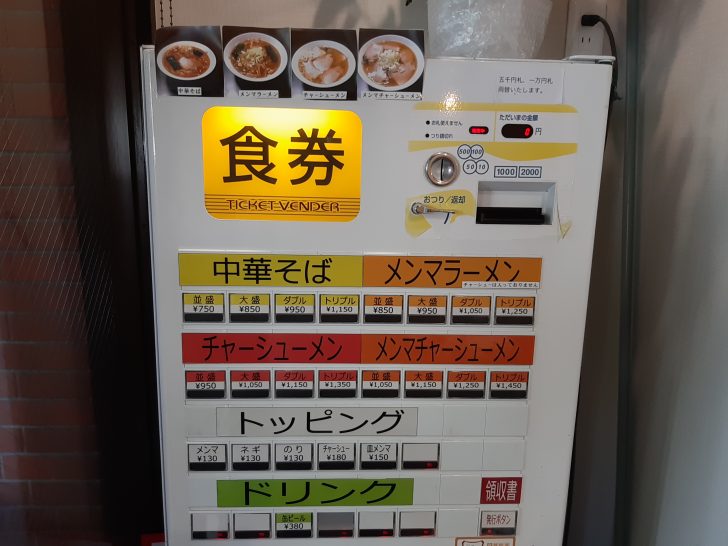 中華そば
メンマラーメン
チャーシューメン
メンマチャーシューメン
五千円札、一万円札
両替いたします。
食券
TICKET VENDER
お札使えません
つり銭切れ
ただいまの金額
0 円
500 100
50 10
1000 2000
おつり/返却
中華そば
メンマラーメン
チャーシューは入っておりません
並盛 大盛 ダブル トリプル 並盛 大盛 ダブル トリプル
¥750 ¥850 ¥950 ¥1,150 ¥850 ¥950 ¥1,050 ¥1,250
チャーシューメン
メンマチャーシューメン
並盛 大盛 ダブル トリプル 並盛 大盛 ダブル トリプル
¥950 ¥1,050 ¥1,150 ¥1,350 ¥1,050 ¥1,150 ¥1,250 ¥1,450
トッピング
メンマ ネギ のり チャーシュー 皿メンマ
¥130 ¥130 ¥130 ¥180 ¥150
ドリンク
領収書
缶ビール
¥380
発行ボタン